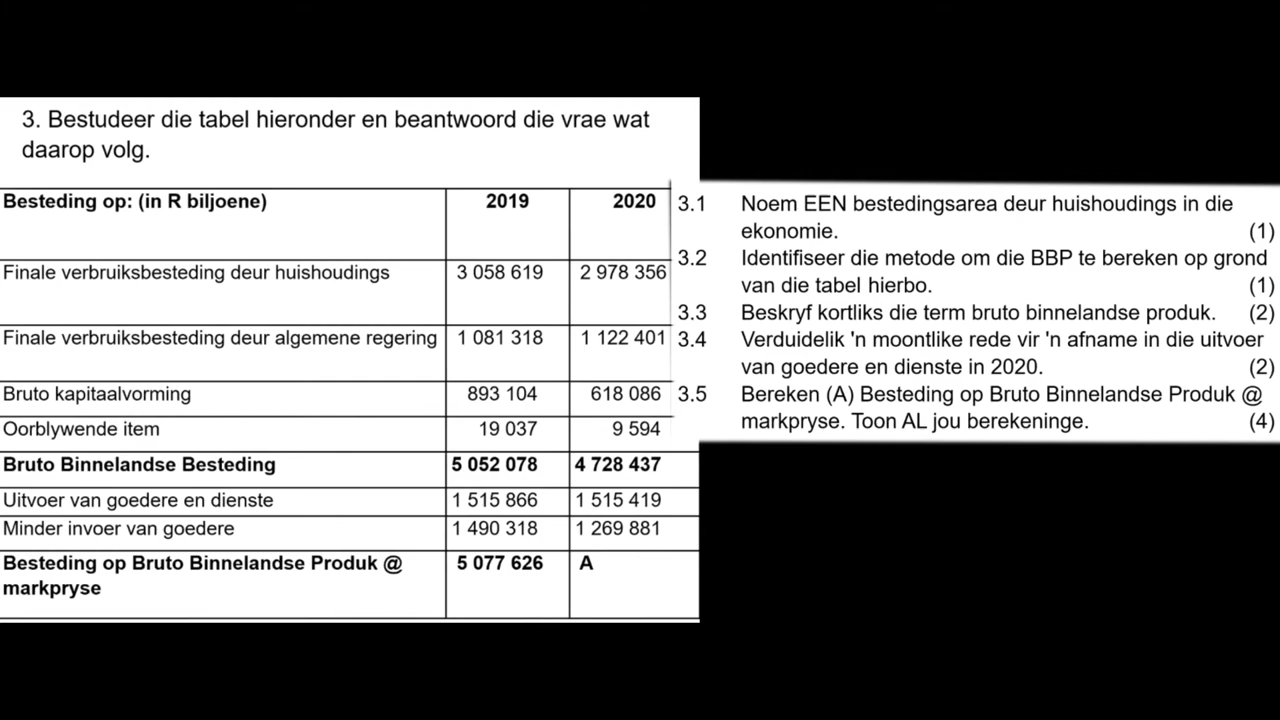 3. Bestudeer die tabel hieronder en beantwoord die vrae wat
daarop volg.
Besteding op: (in R biljoene) 2019 2020
Finale verbruiksbesteding deur huishoudings 3 058 619 2 978 356
Finale verbruiksbesteding deur algemene regering 1 081 318 1 122 401
Bruto kapitaalvorming 893 104 618 086
Oorblywende item 19 037 9 594
Bruto Binnelandse Besteding 5 052 078 4 728 437
Uitvoer van goedere en dienste 1 515 866 1 515 419
Minder invoer van goedere 1 490 318 1 269 881
Besteding op Bruto Binnelandse Produk @ 5 077 626 A
markpryse
3.1 Noem EEN bestedingsarea deur huishoudings in die
ekonomie. (1)
3.2 Identifiseer die metode om die BBP te bereken op grond
van die tabel hierbo. (1)
3.3 Beskryf kortliks die term bruto binnelandse produk. (2)
3.4 Verduidelik 'n moontlike rede vir 'n afname in die uitvoer
van goedere en dienste in 2020. (2)
3.5 Bereken (A) Besteding op Bruto Binnelandse Produk @
markpryse. Toon AL jou berekeninge. (4)